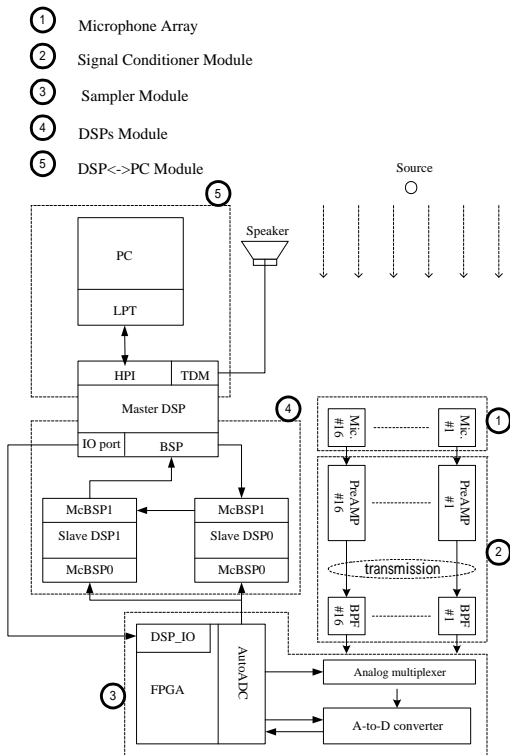 1 Microphone Array
2 Signal Conditioner Module
3 Sampler Module
4 DSPs Module
5 DSP<->PC Module
Source
5
Speaker
PC
LPT
HPI TDM
Master DSP
4
IO port BSP
Mic. #16
Mic. #1
1
PreAMP #16
PreAMP #1
McBSP1 McBSP1
Slave DSP1 Slave DSP0
McBSP0 McBSP0
2
transmission
BPF #16
BPF #1
DSP_IO
AutoADC
3
FPGA
Analog multiplexer
A-to-D converter